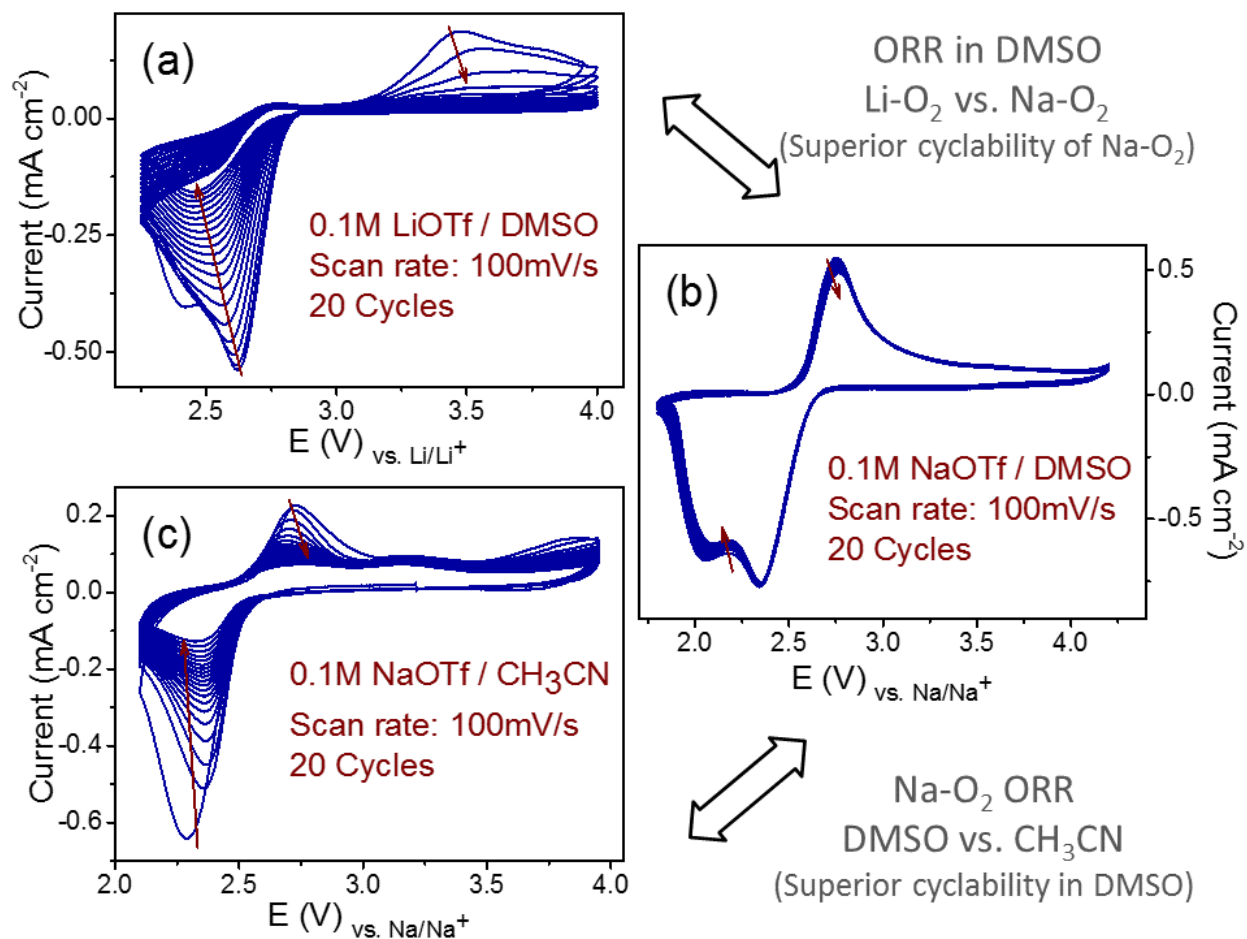 (a)
0.00
-0.25
-0.50
Current (mA cm⁻²)
0.1M LiOTf / DMSO
Scan rate: 100mV/s
20 Cycles
2.5 3.0 3.5 4.0
E (V) vs. Li/Li⁺
ORR in DMSO
Li-O₂ vs. Na-O₂
(Superior cyclability of Na-O₂)
(b)
0.5
0.0
-0.5
Current (mA cm⁻²)
0.1M NaOTf / DMSO
Scan rate: 100mV/s
20 Cycles
2.0 2.5 3.0 3.5 4.0
E (V) vs. Na/Na⁺
(c)
0.2
0.0
-0.2
-0.4
-0.6
Current (mA cm⁻²)
0.1M NaOTf / CH₃CN
Scan rate: 100mV/s
20 Cycles
2.0 2.5 3.0 3.5 4.0
E (V) vs. Na/Na⁺
Na-O₂ ORR
DMSO vs. CH₃CN
(Superior cyclability in DMSO)